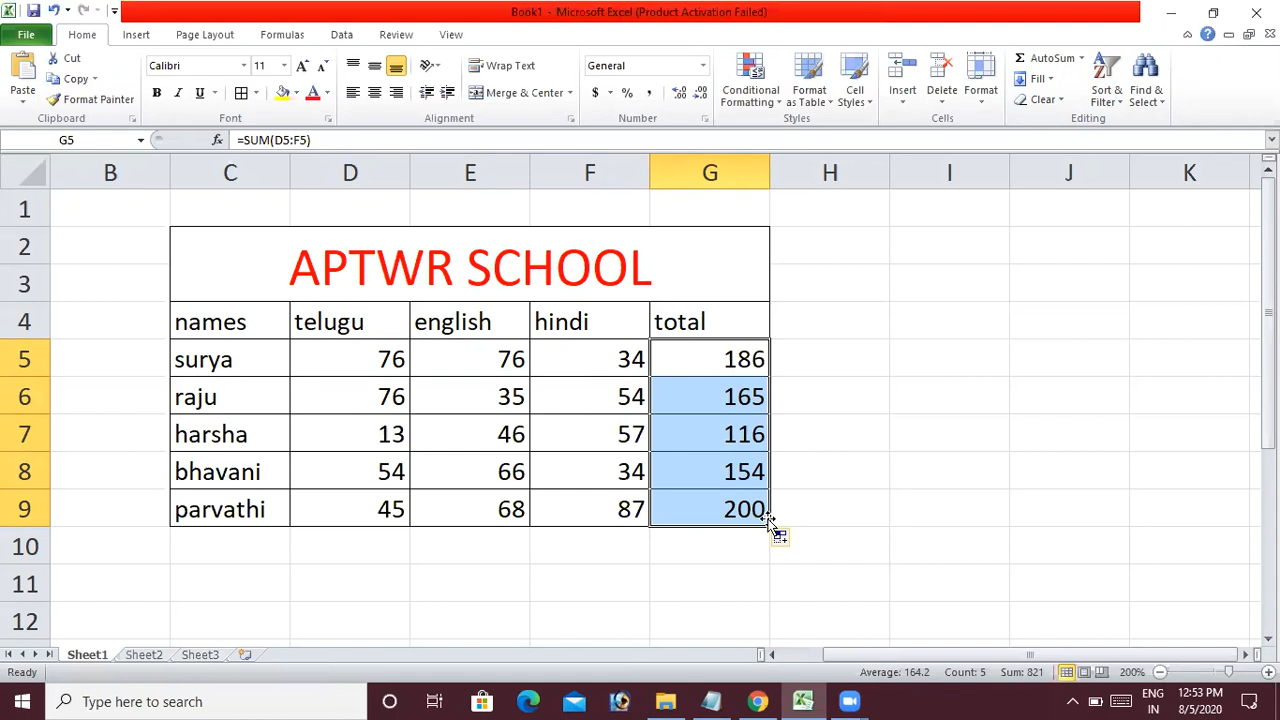 Book1 - Microsoft Excel (Product Activation Failed)
File Home Insert Page Layout Formulas Data Review View
Paste
Cut
Copy
Format Painter
Clipboard
Calibri 11
B I U
A A
Font
Wrap Text
Merge & Center
Alignment
General
$ % ,
Number
Conditional Formatting
Format as Table
Cell Styles
Styles
Insert Delete Format
Cells
Σ AutoSum
Fill
Clear
Sort & Filter
Find & Select
Editing
G5 fx =SUM(D5:F5)
B C D E F G H I J K
1
2 APTWR SCHOOL
3
4 names telugu english hindi total
5 surya 76 76 34 186
6 raju 76 35 54 165
7 harsha 13 46 57 116
8 bhavani 54 66 34 154
9 parvathi 45 68 87 200
10
11
12
Sheet1 Sheet2 Sheet3
Ready Average: 164.2 Count: 5 Sum: 821 200%
Type here to search
ENG
IN
12:53 PM
8/5/2020